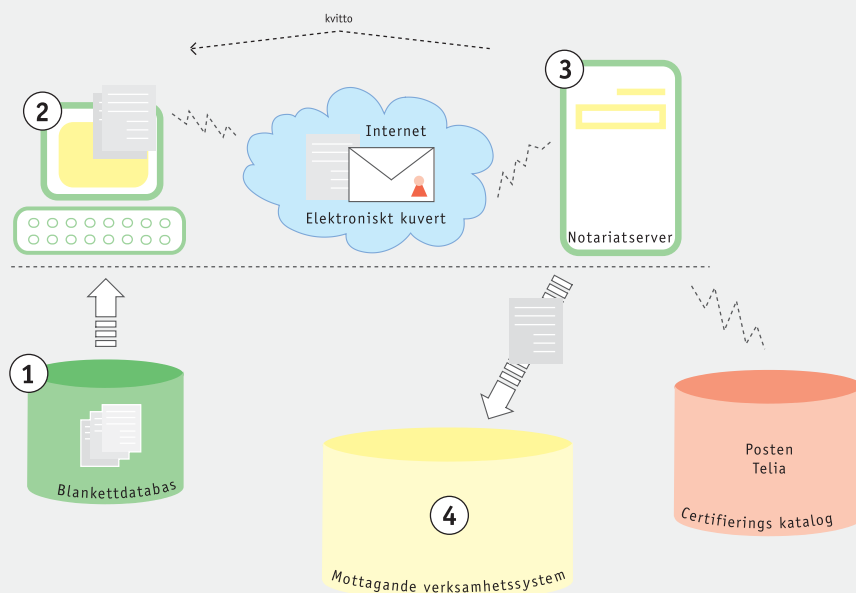 kvitto
2
3
Internet
Elektroniskt kuvert
Notariatserver
1
Blankettdatabas
4
Mottagande verksamhetssystem
Posten
Telia
Certifierings katalog